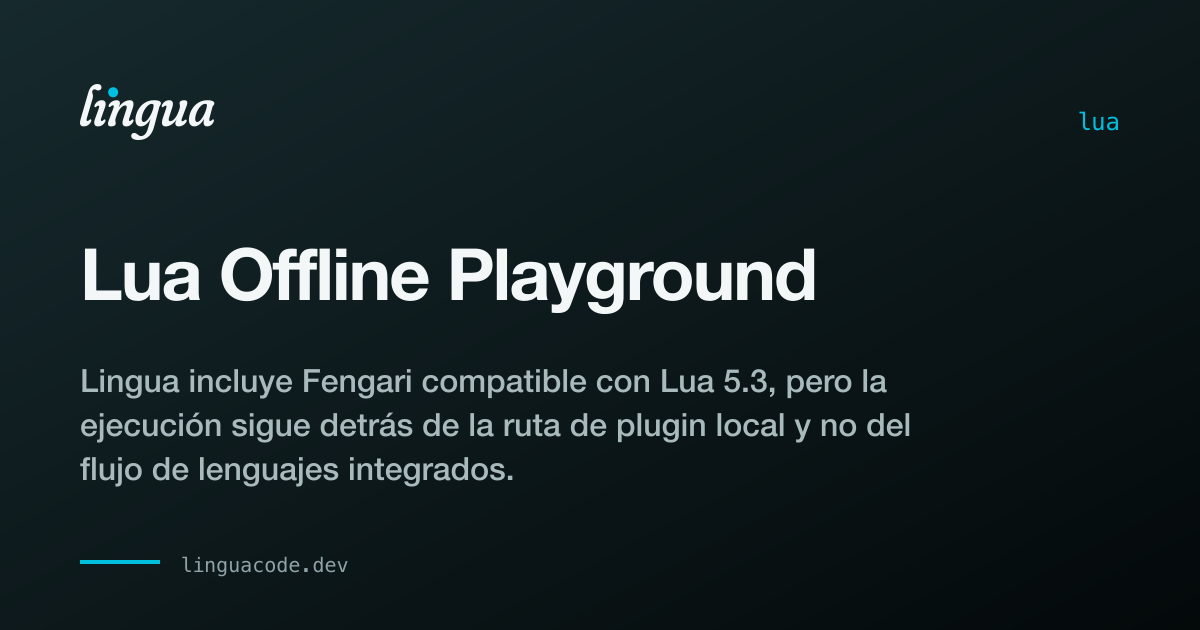 lingua
lua
Lua Offline Playground
Lingua incluye Fengari compatible con Lua 5.3, pero la
ejecución sigue detrás de la ruta de plugin local y no del
flujo de lenguajes integrados.
linguacode.dev